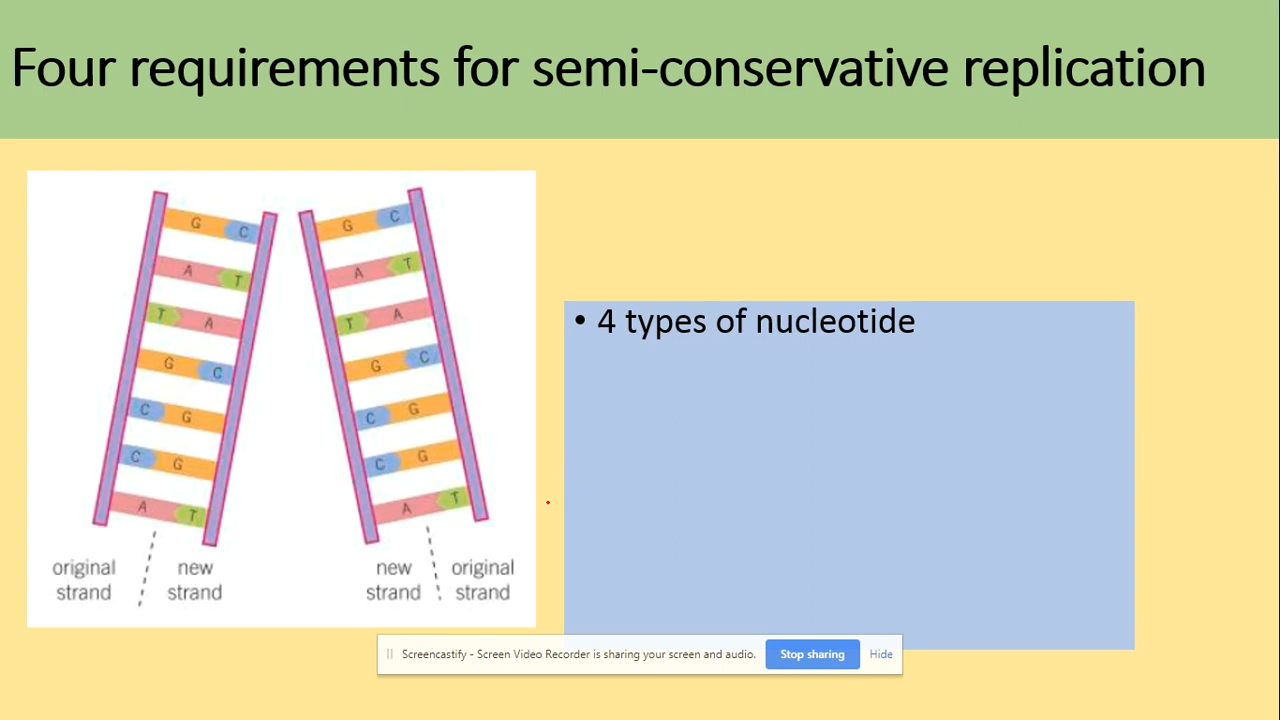 Four requirements for semi-conservative replication
G C
A T
T A
G C
C G
C G
A T
G C
A T
T A
G C
C G
C G
A T
original strand
new strand
new strand
original strand
• 4 types of nucleotide
Screencastify - Screen Video Recorder is sharing your screen and audio. Stop sharing Hide